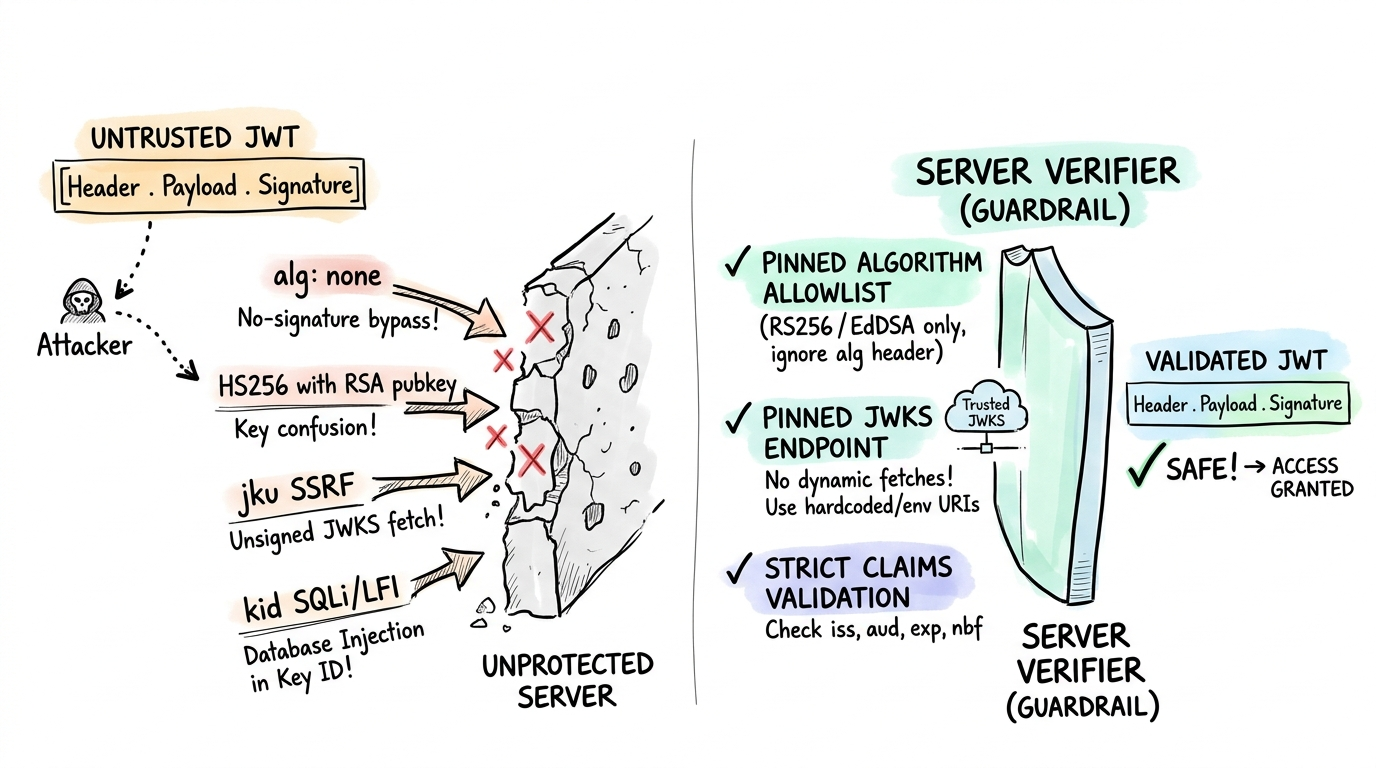 UNTRUSTED JWT
[Header . Payload . Signature]
Attacker
alg: none
No-signature bypass!
HS256 with RSA pubkey
Key confusion!
jku SSRF
Unsigned JWKS fetch!
kid SQLi/LFI
Database Injection
in Key ID!
UNPROTECTED
SERVER
SERVER VERIFIER
(GUARDRAIL)
✓ PINNED ALGORITHM
ALLOWLIST
(RS256/EdDSA only,
ignore alg header)
✓ PINNED JWKS
ENDPOINT
No dynamic fetches!
Use hardcoded/env URIs
Trusted
JWKS
✓ STRICT CLAIMS
VALIDATION
Check iss, aud, exp, nbf
SERVER
VERIFIER
(GUARDRAIL)
VALIDATED JWT
Header . Payload . Signature
✓ SAFE! → ACCESS
GRANTED